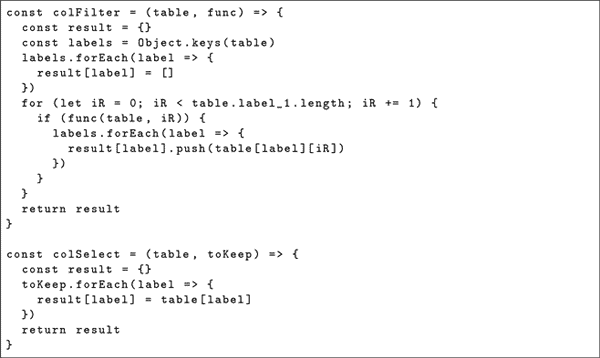 const colFilter = (table, func) => {
  const result = {}
  const labels = Object.keys(table)
  labels.forEach(label => {
    result[label] = []
  })
  for (let iR = 0; iR < table.label_1.length; iR += 1) {
    if (func(table, iR)) {
      labels.forEach(label => {
        result[label].push(table[label][iR])
      })
    }
  }
  return result
}

const colSelect = (table, toKeep) => {
  const result = {}
  toKeep.forEach(label => {
    result[label] = table[label]
  })
  return result
}